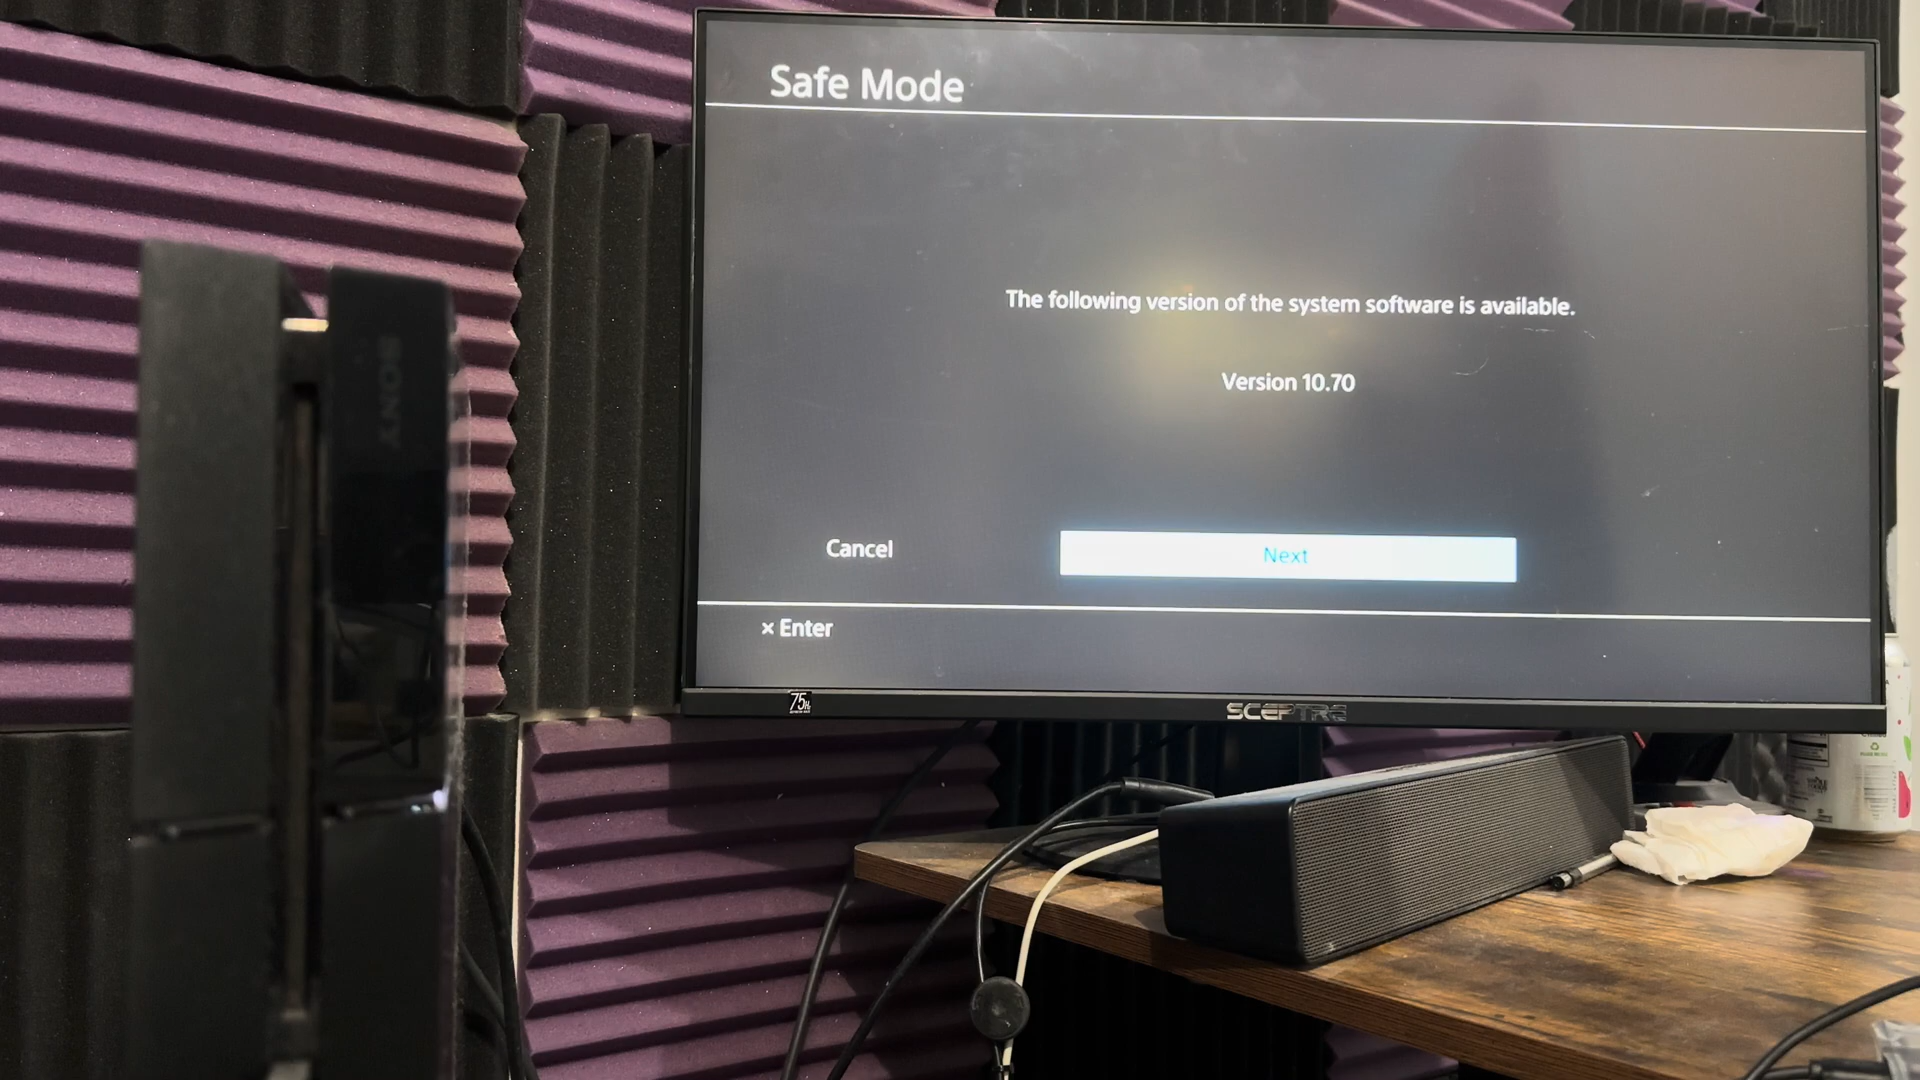 Safe Mode
The following version of the system software is available.
Version 10.70
Cancel
Next
× Enter
75Hz
SCEPTRE
SONY